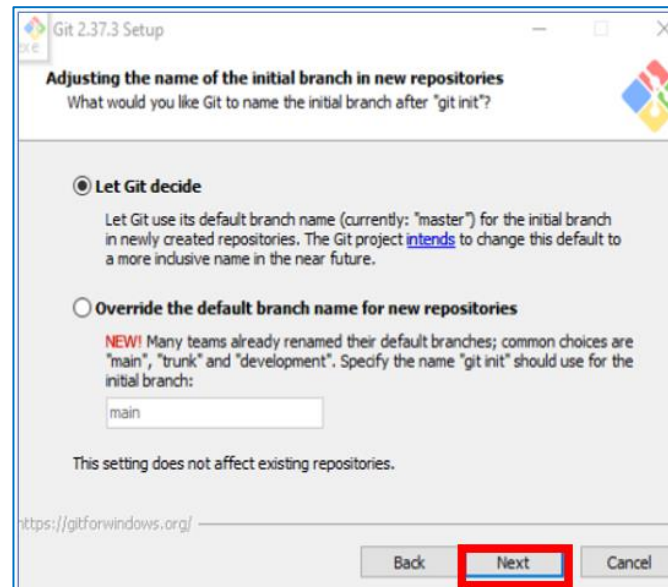 Git 2.37.3 Setup
Adjusting the name of the initial branch in new repositories
What would you like Git to name the initial branch after "git init"?
Let Git decide
Let Git use its default branch name (currently: "master") for the initial branch
in newly created repositories. The Git project intends to change this default to
a more inclusive name in the near future.
Override the default branch name for new repositories
NEW! Many teams already renamed their default branches; common choices are
"main", "trunk" and "development". Specify the name "git init" should use for the
initial branch:
main
This setting does not affect existing repositories.
https://gitforwindows.org/
Back Next Cancel